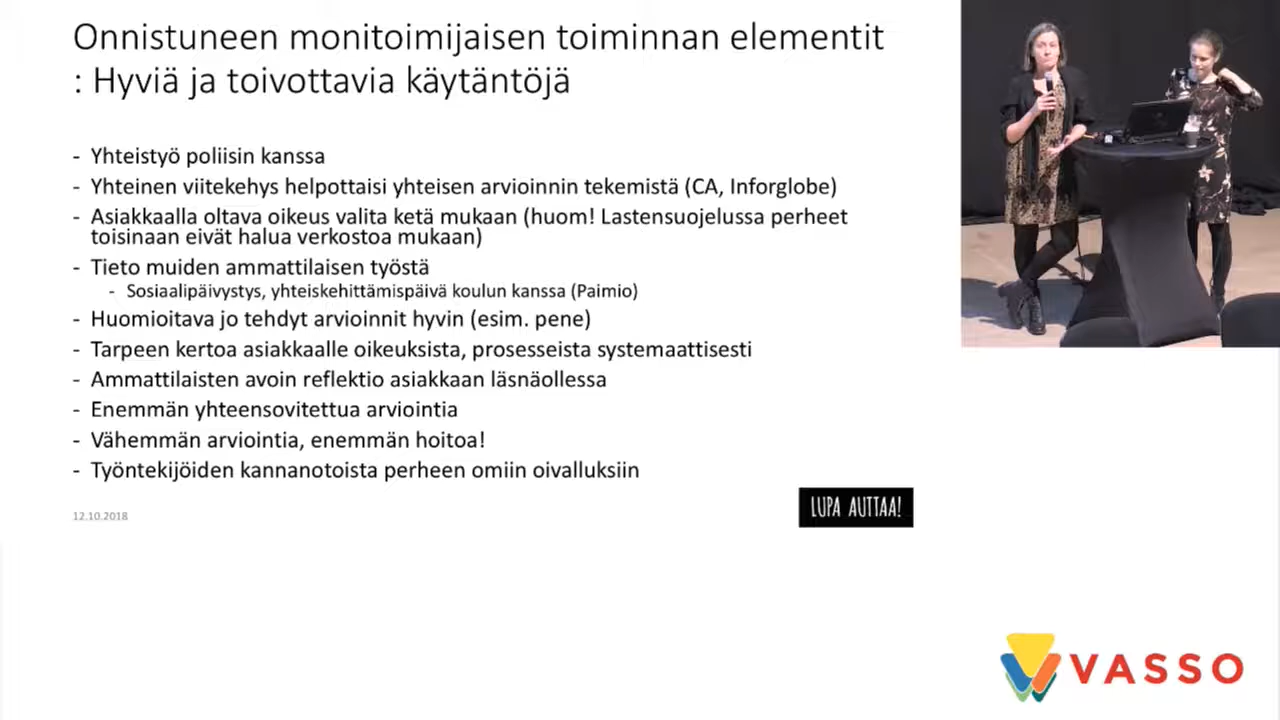 Onnistuneen monitoimijaisen toiminnan elementit
: Hyviä ja toivottavia käytäntöjä
- Yhteistyö poliisin kanssa
- Yhteinen viitekehys helpottaisi yhteisen arvioinnin tekemistä (CA, Inforglobe)
- Asiakkaalla oltava oikeus valita ketä mukaan (huom! Lastensuojelussa perheet
toisinaan eivät halua verkostoa mukaan)
- Tieto muiden ammattilaisen työstä
- Sosiaalipäivystys, yhteiskehittämispäivä koulun kanssa (Paimio)
- Huomioitava jo tehdyt arvioinnit hyvin (esim. pene)
- Tarpeen kertoa asiakkaalle oikeuksista, prosesseista systemaattisesti
- Ammattilaisten avoin reflektio asiakkaan läsnäollessa
- Enemmän yhteensovitettua arviointia
- Vähemmän arviointia, enemmän hoitoa!
- Työntekijöiden kannanotoista perheen omiin oivalluksiin
12.10.2018
LUPA AUTTAA!
VASSO